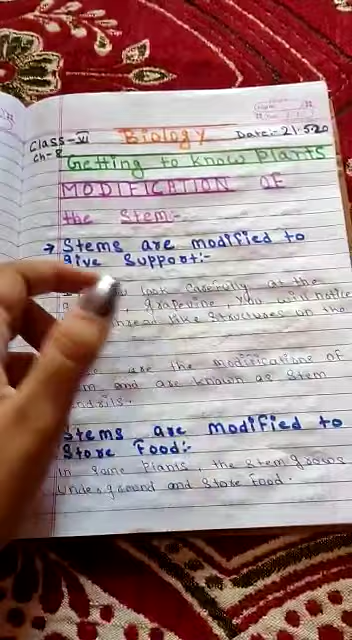 Class-VI Biology Date:- 21.5.20
Ch-8
Getting to know plants
MODIFICATION OF
the Stem:-
→ Stems are modified to
give Support:-
look carefully at the
grapevine, you will notice
like structures on the
are the modifications of
and are known as stem
Stems are modified to
Store Food:-
In some plants, the stem grows
Underground and store food.